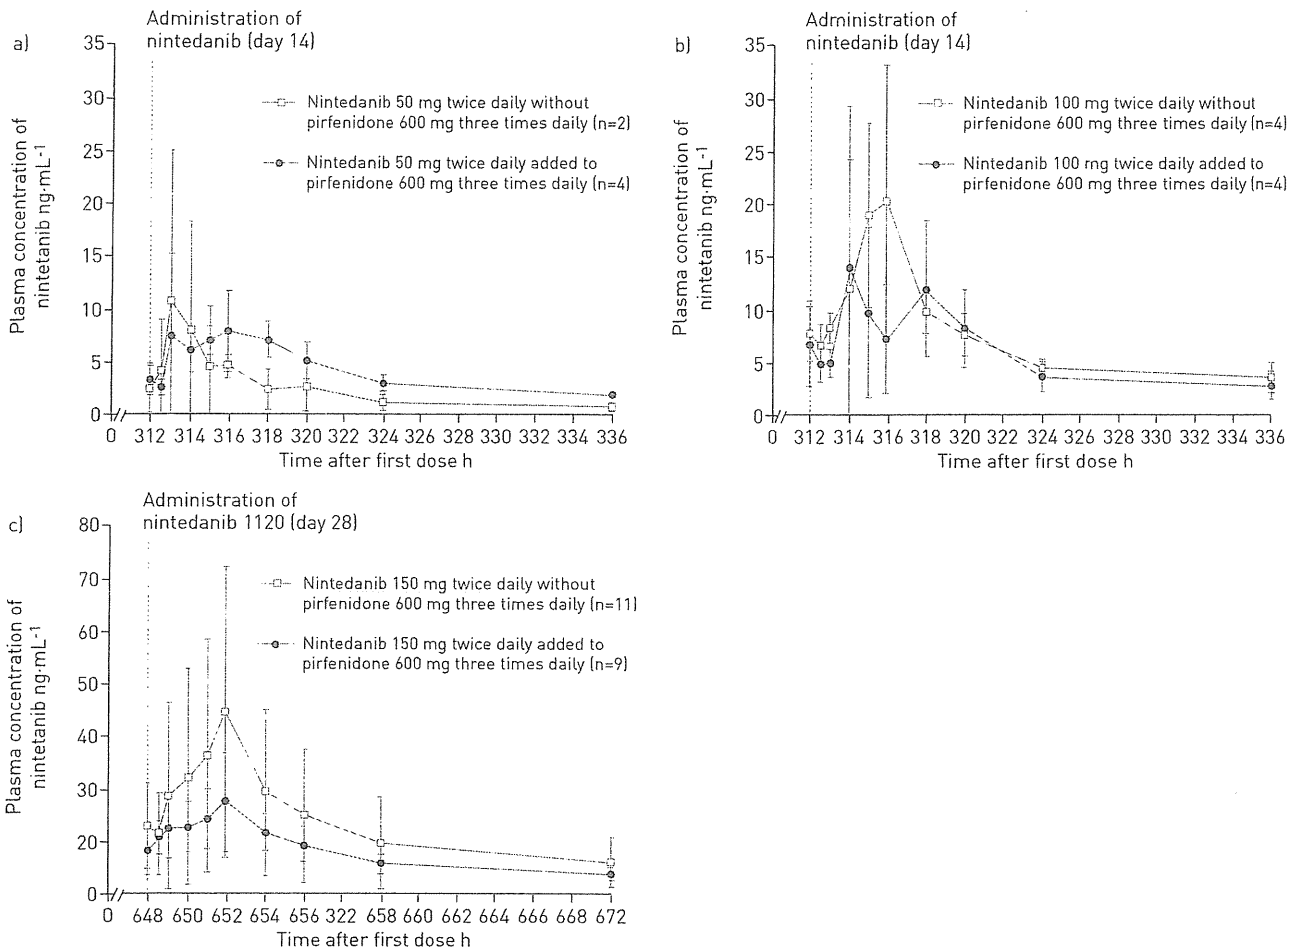 a)
Administration of
nintedanib (day 14)
Plasma concentration of
nintetanib ng·mL-1
35
30
25
20
15
10
5
0
Nintedanib 50 mg twice daily without
pirfenidone 600 mg three times daily (n=2)
Nintedanib 50 mg twice daily added to
pirfenidone 600 mg three times daily (n=4)
0 312 314 316 318 320 322 324 328 330 332 334 336
Time after first dose h
b)
Administration of
nintedanib (day 14)
Plasma concentration of
nintetanib ng·mL-1
35
30
25
20
15
10
5
0
Nintedanib 100 mg twice daily without
pirfenidone 600 mg three times daily (n=4)
Nintedanib 100 mg twice daily added to
pirfenidone 600 mg three times daily (n=4)
0 312 314 316 318 320 322 324 328 330 332 334 336
Time after first dose h
c)
Administration of
nintedanib 1120 (day 28)
Plasma concentration of
nintetanib ng·mL-1
80
70
60
50
40
30
20
10
0
Nintedanib 150 mg twice daily without
pirfenidone 600 mg three times daily (n=11)
Nintedanib 150 mg twice daily added to
pirfenidone 600 mg three times daily (n=9)
0 648 650 652 654 656 322 658 660 662 664 666 668 672
Time after first dose h